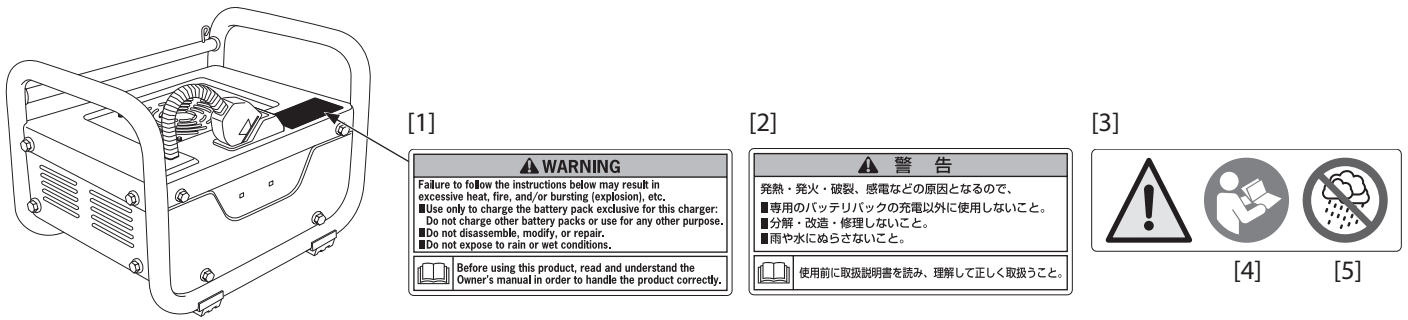 [1]
WARNING
Failure to follow the instructions below may result in
excessive heat, fire, and/or bursting (explosion), etc.
■Use only to charge the battery pack exclusive for this charger:
Do not charge other battery packs or use for any other purpose.
■Do not disassemble, modify, or repair.
■Do not expose to rain or wet conditions.
Before using this product, read and understand the
Owner's manual in order to handle the product correctly.
[2]
警 告
発熱・発火・破裂、感電などの原因となるので、
■専用のバッテリパックの充電以外に使用しないこと。
■分解・改造・修理しないこと。
■雨や水にぬらさないこと。
使用前に取扱説明書を読み、理解して正しく取扱うこと。
[3]
[4]
[5]